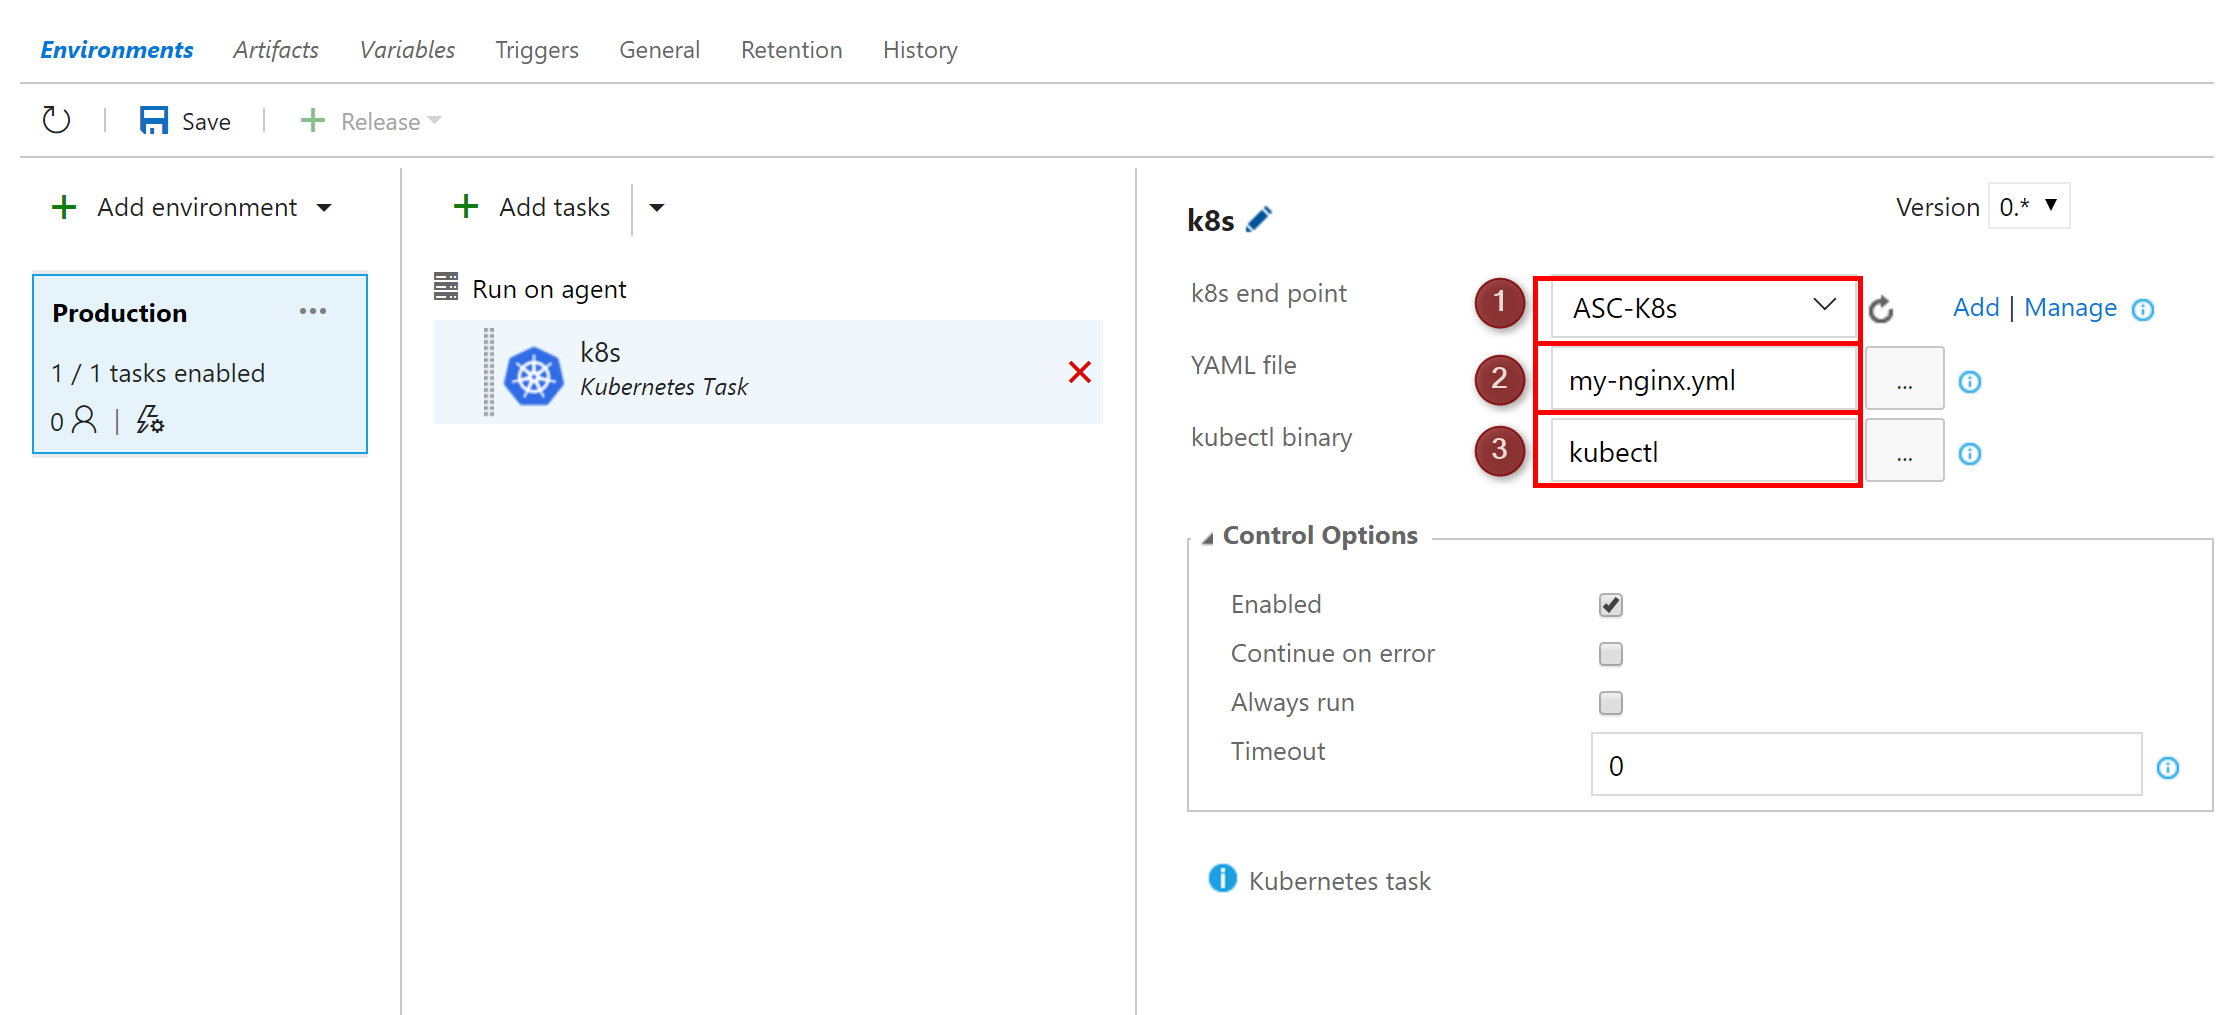 Environments Artifacts Variables Triggers General Retention History
Save Release
Add environment
Add tasks
k8s
Version 0.*
Production ...
1 / 1 tasks enabled
0
Run on agent
k8s
Kubernetes Task
k8s end point 1 ASC-K8s Add | Manage
YAML file 2 my-nginx.yml ...
kubectl binary 3 kubectl ...
Control Options
Enabled
Continue on error
Always run
Timeout 0
Kubernetes task